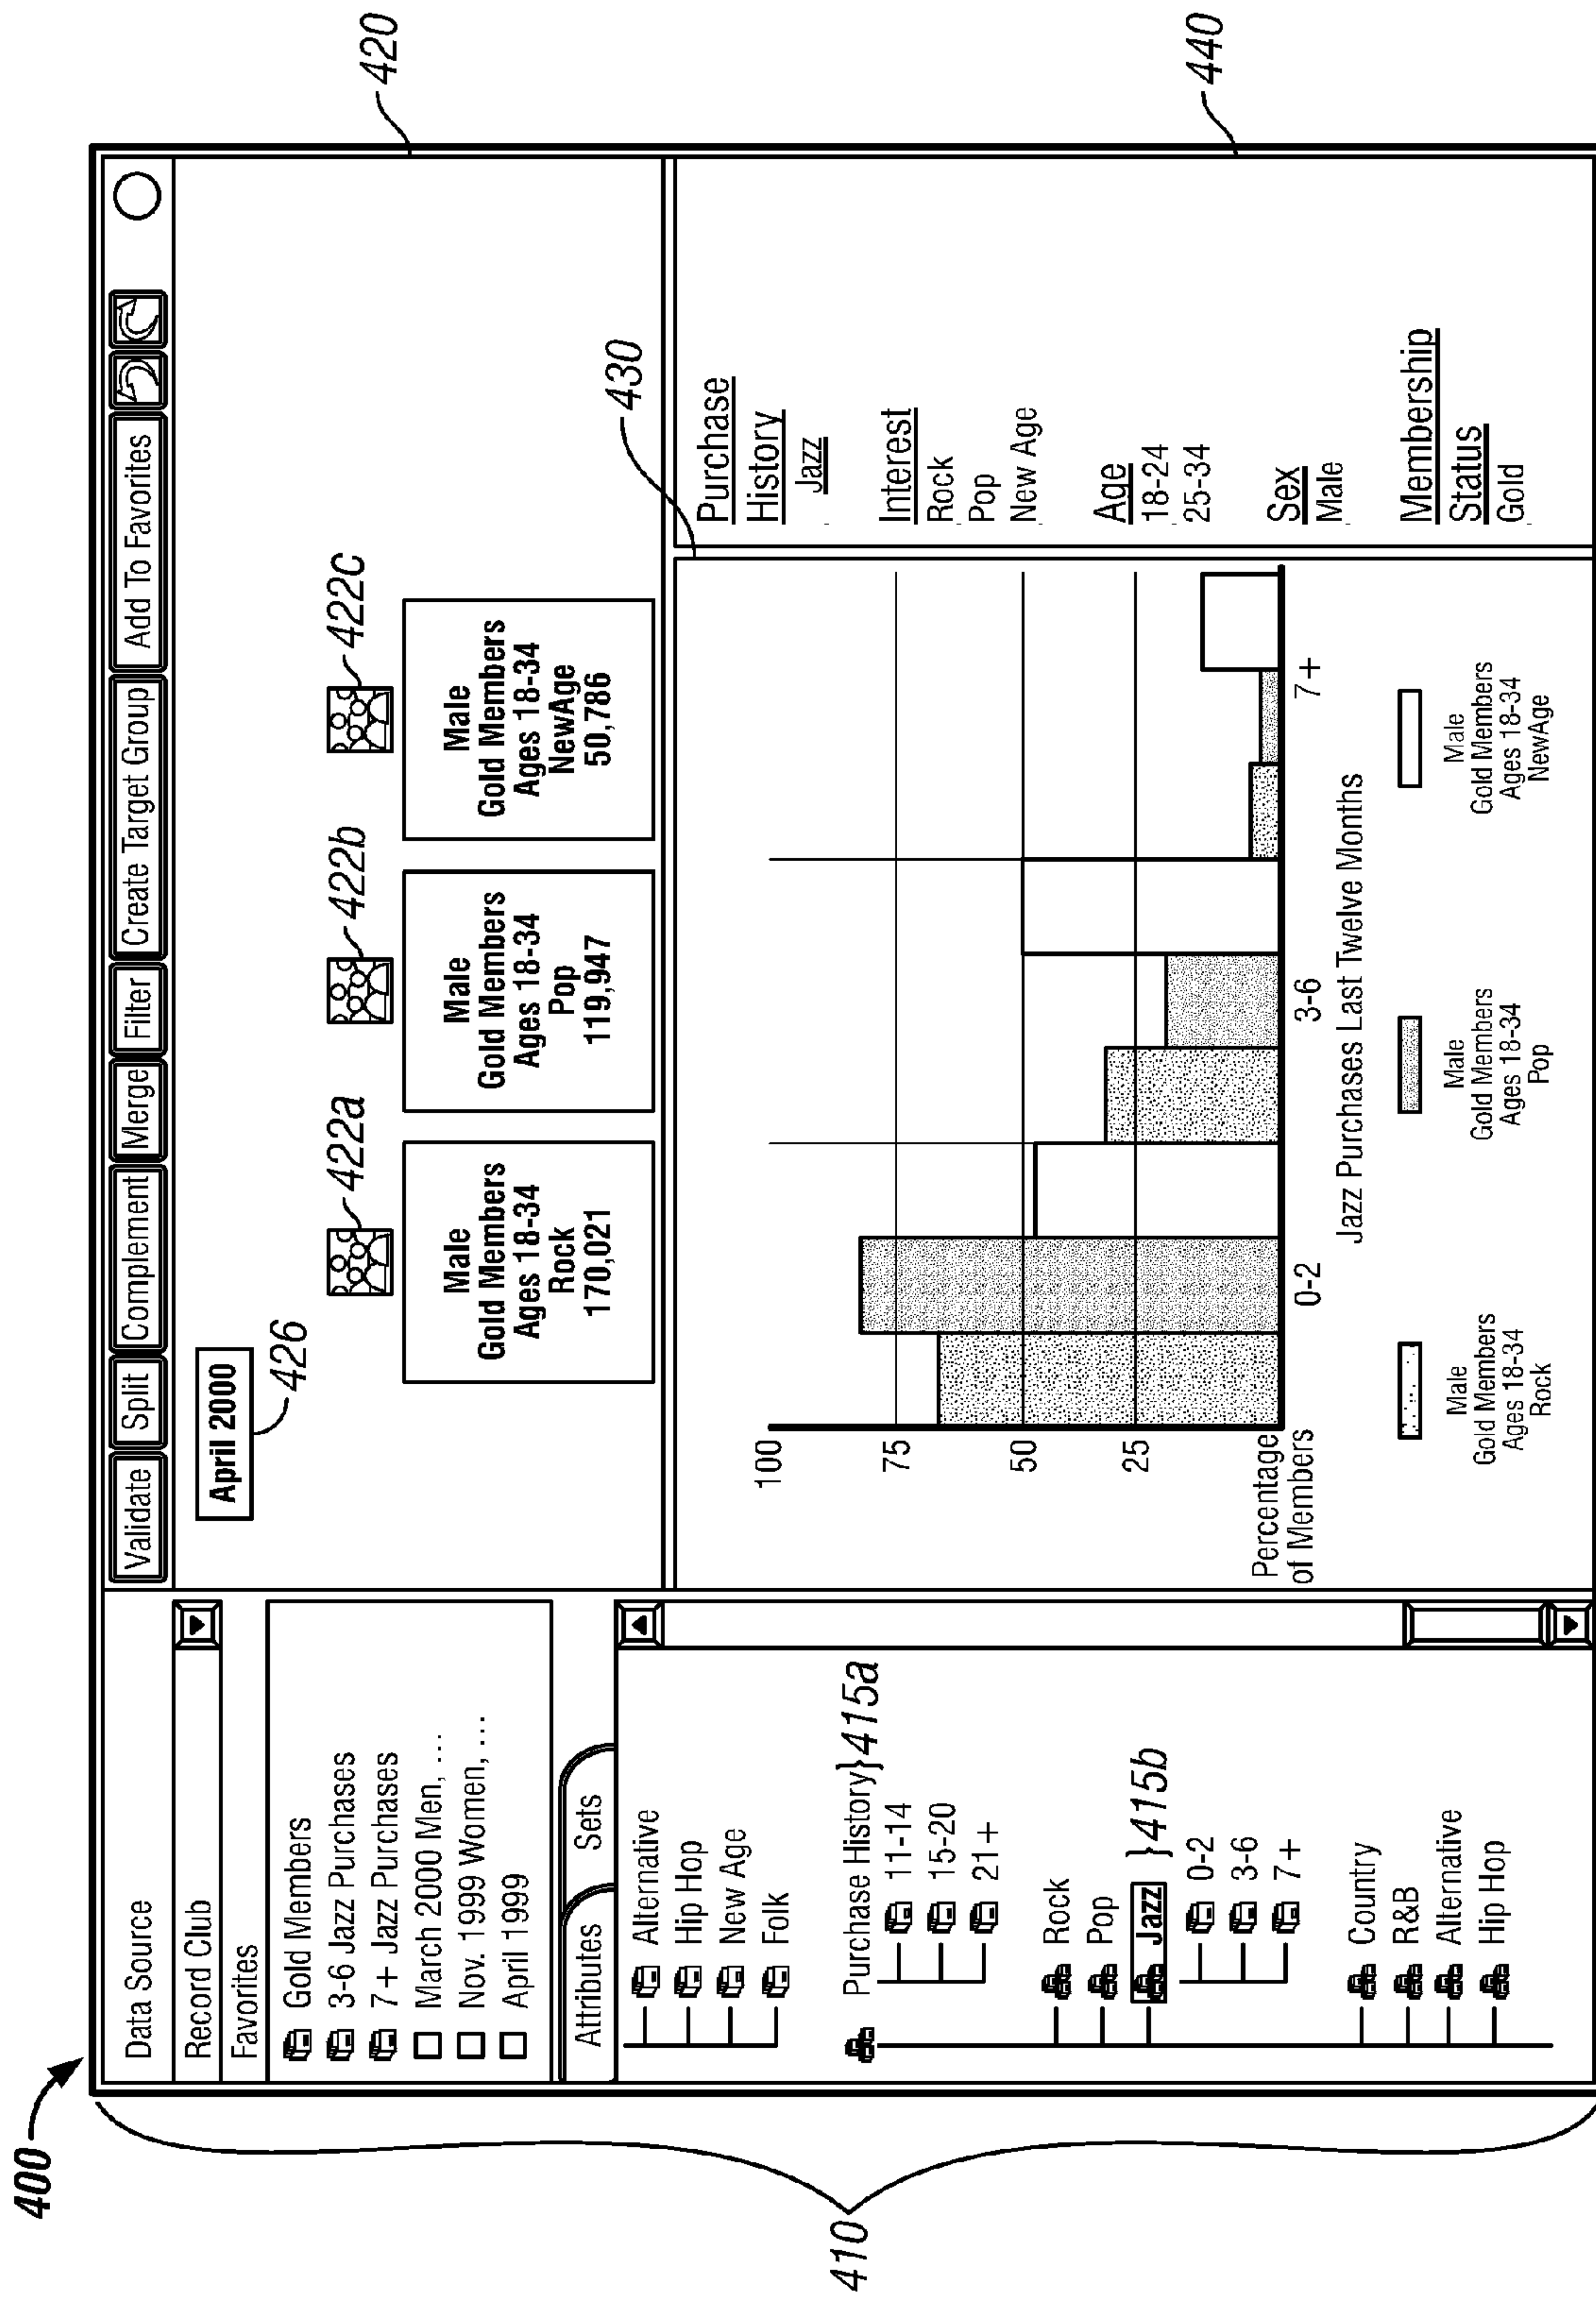 400
410
Data Source
Record Club
Favorites
Gold Members
3-6 Jazz Purchases
7+ Jazz Purchases
March 2000 Men, ...
Nov. 1999 Women, ...
April 1999
Attributes
Sets
Alternative
Hip Hop
New Age
Folk
Purchase History}415a
11-14
15-20
21+
Rock
Pop
Jazz }415b
0-2
3-6
7+
Country
R&B
Alternative
Hip Hop
Validate
Split
Complement
Merge
Filter
Create Target Group
Add To Favorites
420
April 2000
426
422a
422b
422c
Male
Gold Members
Ages 18-34
Rock
170,021
Male
Gold Members
Ages 18-34
Pop
119,947
Male
Gold Members
Ages 18-34
NewAge
50,786
430
100
75
50
25
Percentage
of Members
0-2
3-6
7+
Jazz Purchases Last Twelve Months
Male
Gold Members
Ages 18-34
Rock
Male
Gold Members
Ages 18-34
Pop
Male
Gold Members
Ages 18-34
NewAge
Purchase
History
Jazz
Interest
Rock
Pop
New Age
Age
18-24
25-34
Sex
Male
Membership
Status
Gold
440